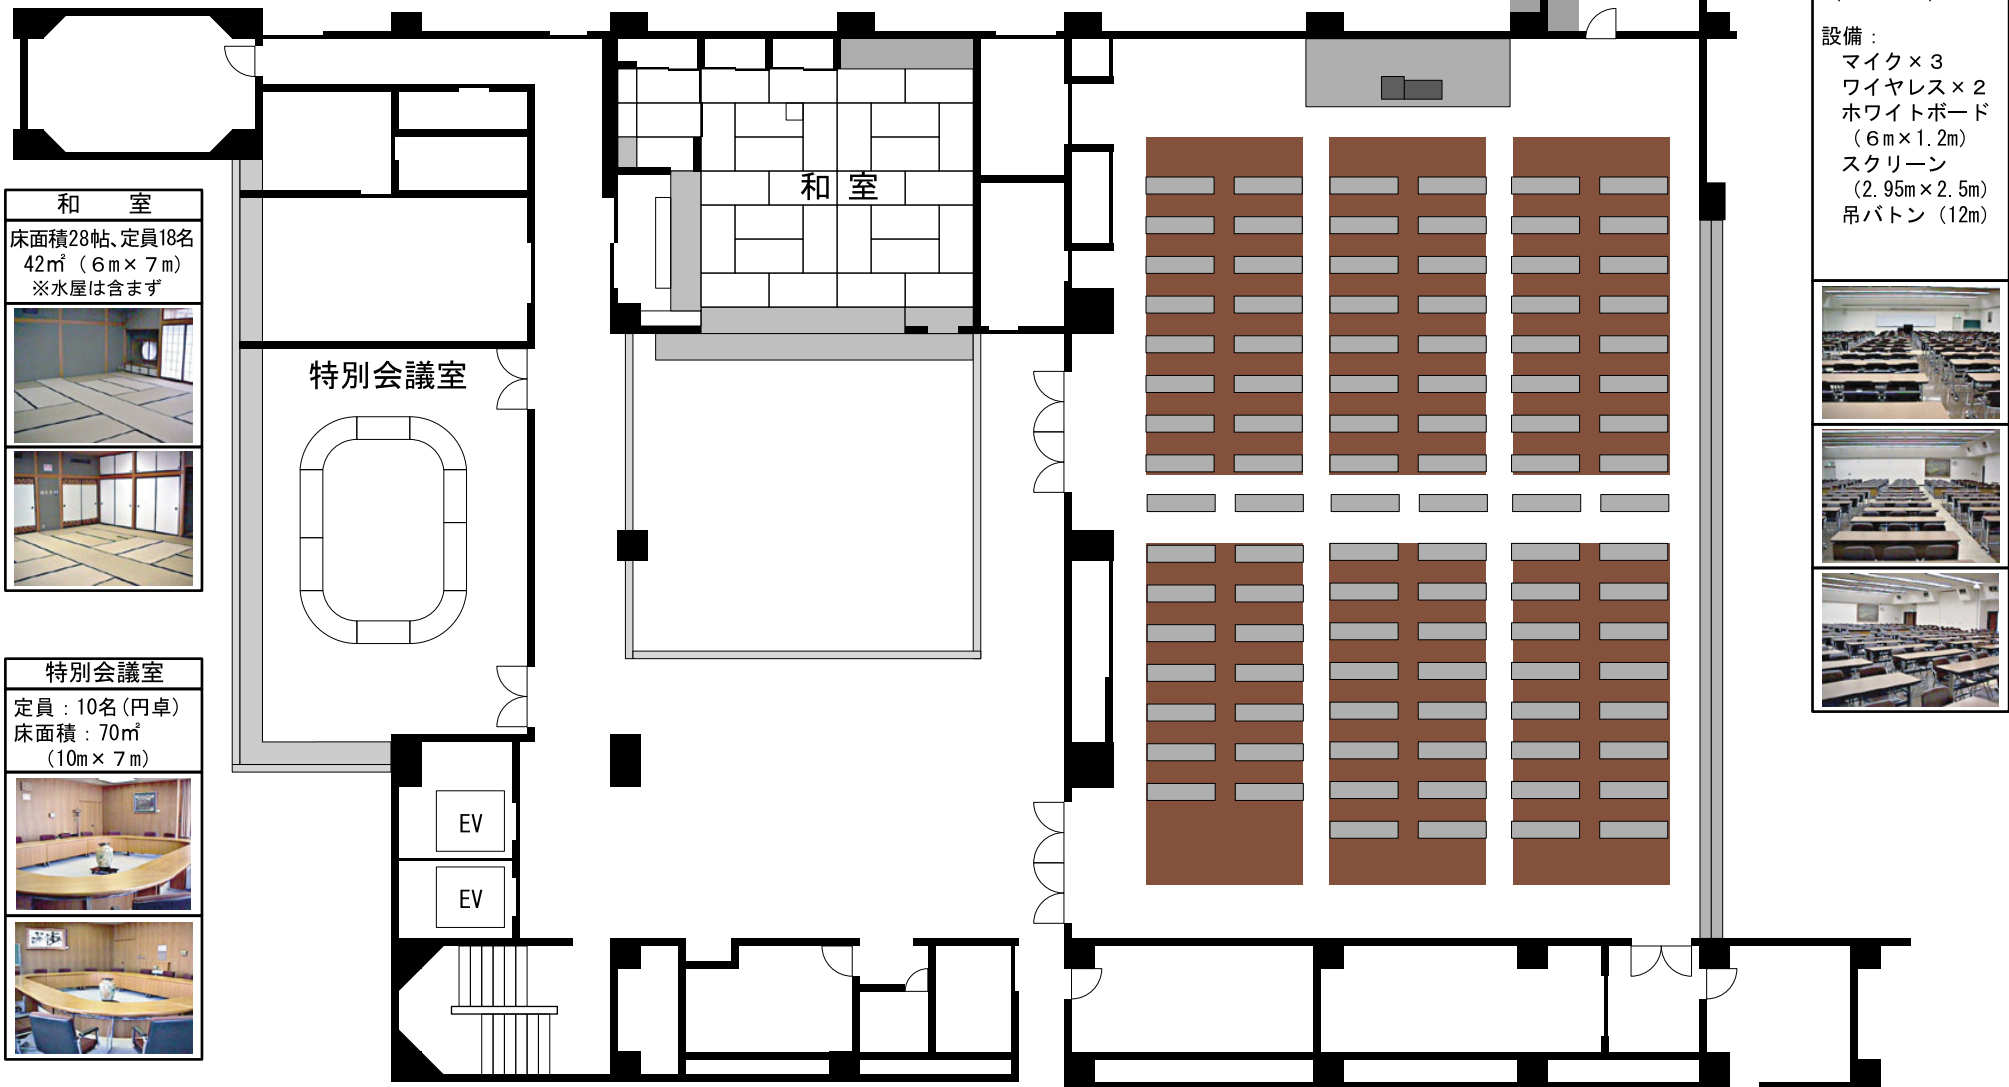 和　室
床面積28帖、定員18名
42㎡（６m×７m）
※水屋は含まず
特別会議室
定員：10名(円卓)
床面積：70㎡
（10m×７m）
和 室
特別会議室
EV
EV
設備：
マイク×３
ワイヤレス×２
ホワイトボード
（６m×1.2m）
スクリーン
（2.95m×2.5m）
吊バトン（12m）